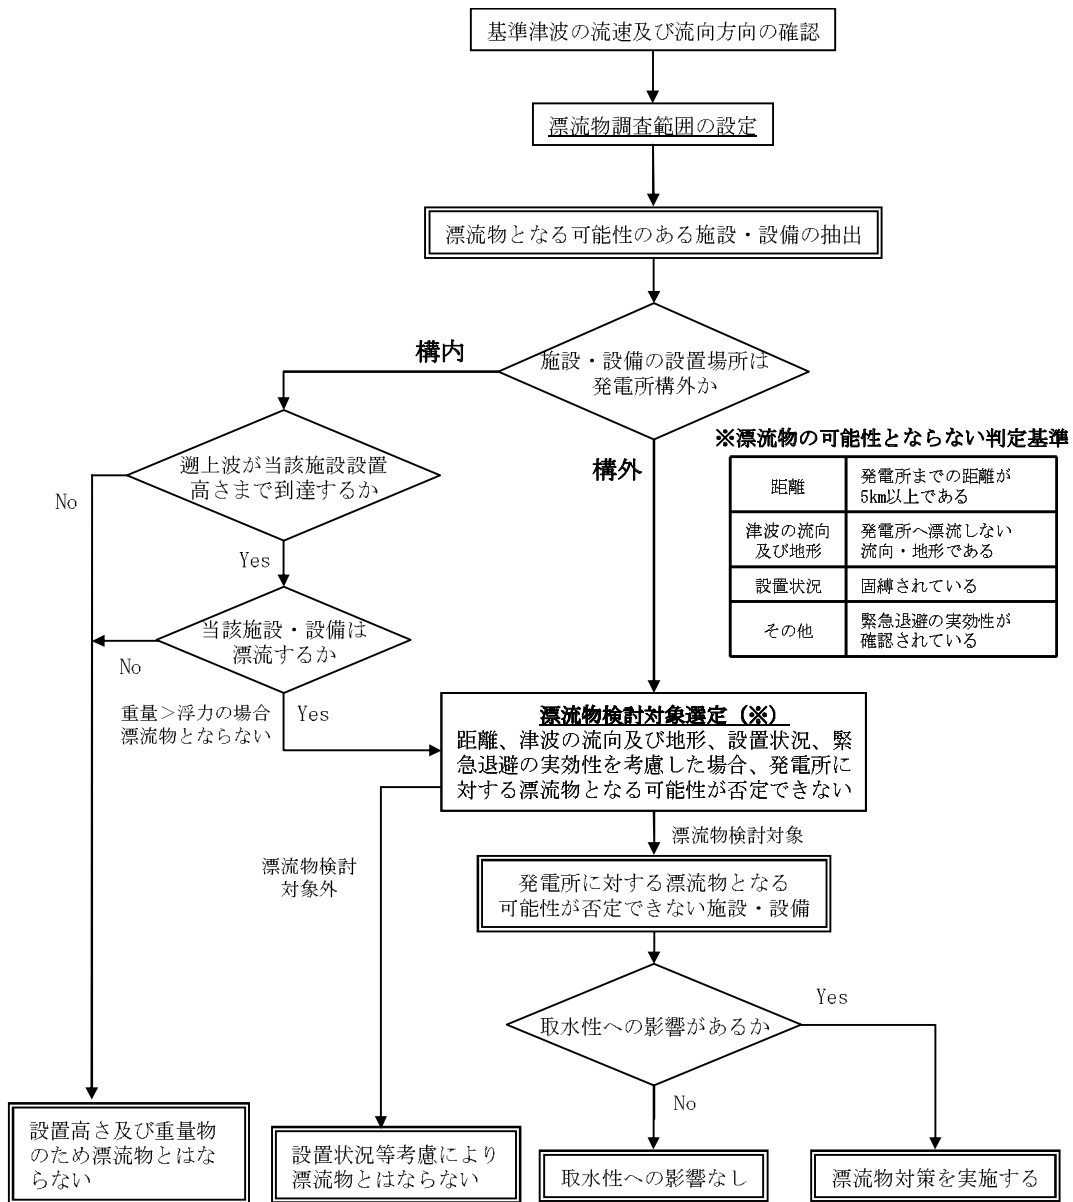 基準津波の流速及び流向方向の確認
漂流物調査範囲の設定
漂流物となる可能性のある施設・設備の抽出
施設・設備の設置場所は
発電所構外か
構内
構外
遡上波が当該施設設置
高さまで到達するか
No
Yes
当該施設・設備は
漂流するか
No
重量＞浮力の場合
漂流物とならない
Yes
※漂流物の可能性とならない判定基準
距離
発電所までの距離が
5km以上である
津波の流向
及び地形
発電所へ漂流しない
流向・地形である
設置状況
固縛されている
その他
緊急退避の実効性が
確認されている
漂流物検討対象選定（※）
距離、津波の流向及び地形、設置状況、緊
急退避の実効性を考慮した場合、発電所に
対する漂流物となる可能性が否定できない
漂流物検討対象
漂流物検討
対象外
発電所に対する漂流物となる
可能性が否定できない施設・設備
取水性への影響があるか
Yes
No
設置高さ及び重量物
のため漂流物とはな
らない
設置状況等考慮により
漂流物とはならない
取水性への影響なし
漂流物対策を実施する